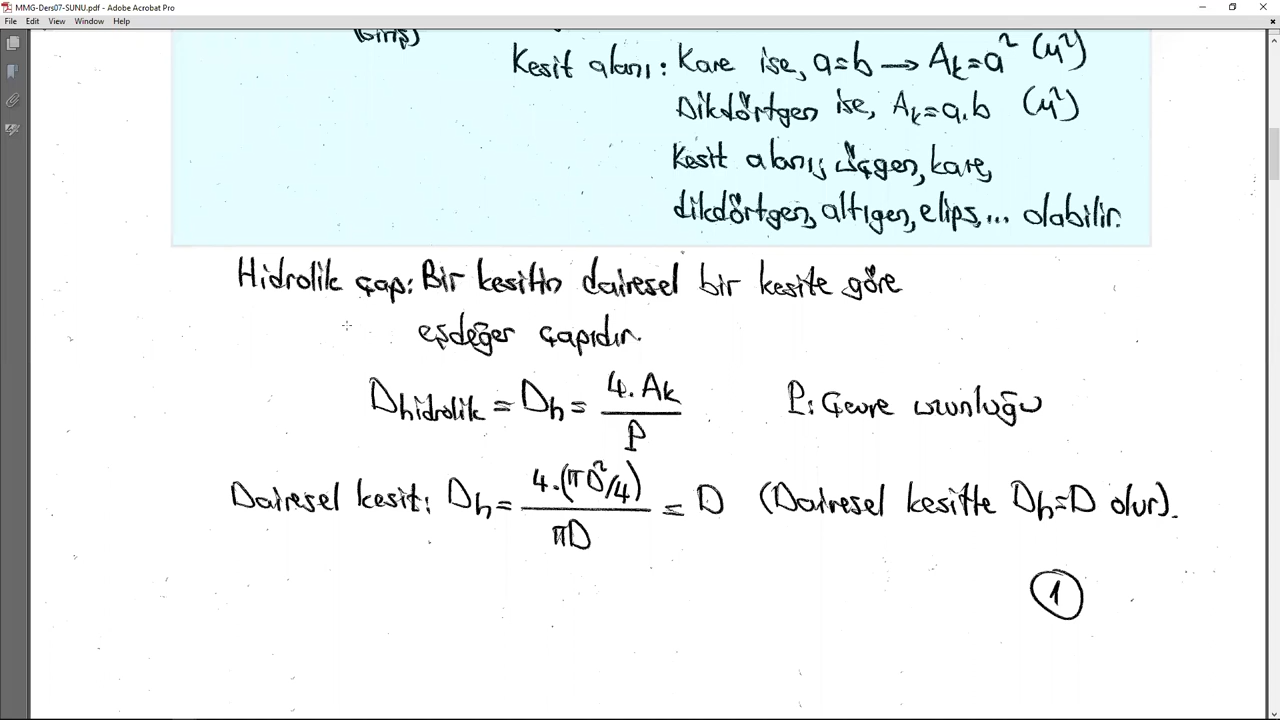 MMG-Ders07-SUNU.pdf - Adobe Acrobat Pro
File Edit View Window Help
giriş)
Kesit alanı: Kare ise, a=b → Aₖ=a² (m²)
Dikdörtgen ise, Aₖ=a.b (m²)
Kesit alanı; üçgen, kare,
dikdörtgen, altıgen, elips, ... olabilir.
Hidrolik çap: Bir kesitin dairesel bir kesite göre
eşdeğer çapıdır.
Dhidrolik = Dh = 4.Ak / P P: Çevre uzunluğu
Dairesel kesit: Dh = 4.(πD²/4) / πD = D (Dairesel kesitte Dh=D olur).
1